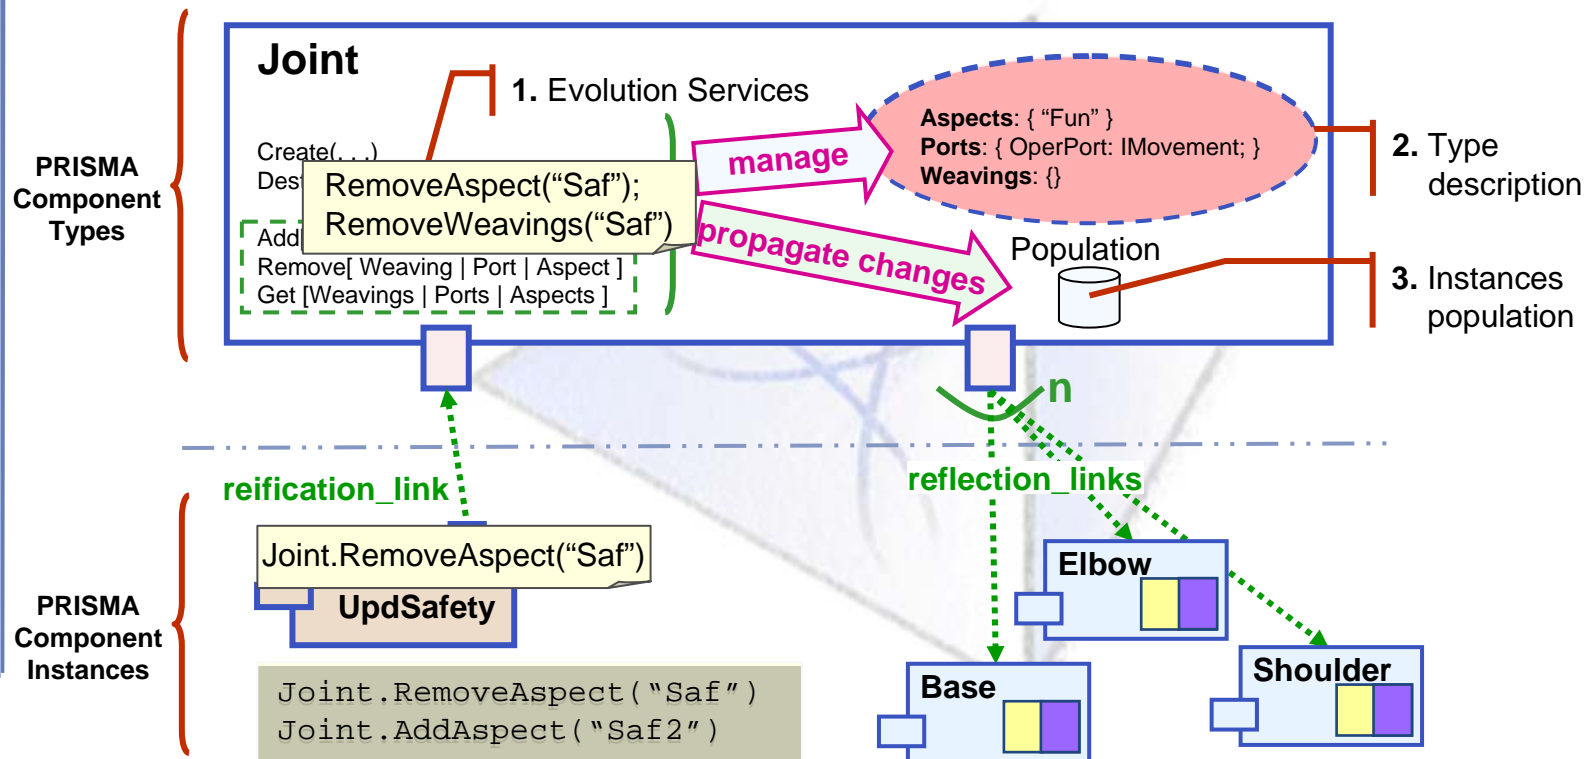 Joint
1. Evolution Services
Create(. . .)
Dest
RemoveAspect(“Saf”);
RemoveWeavings(“Saf”)
Add
Remove[ Weaving | Port | Aspect ]
Get [Weavings | Ports | Aspects ]
manage
propagate changes
Aspects: { “Fun” }
Ports: { OperPort: IMovement; }
Weavings: {}
Population
2. Type
description
3. Instances
population
PRISMA
Component
Types
n
reification_link
reflection_links
Joint.RemoveAspect(“Saf”)
UpdSafety
PRISMA
Component
Instances
Joint.RemoveAspect(“Saf”)
Joint.AddAspect(“Saf2”)
Elbow
Base
Shoulder